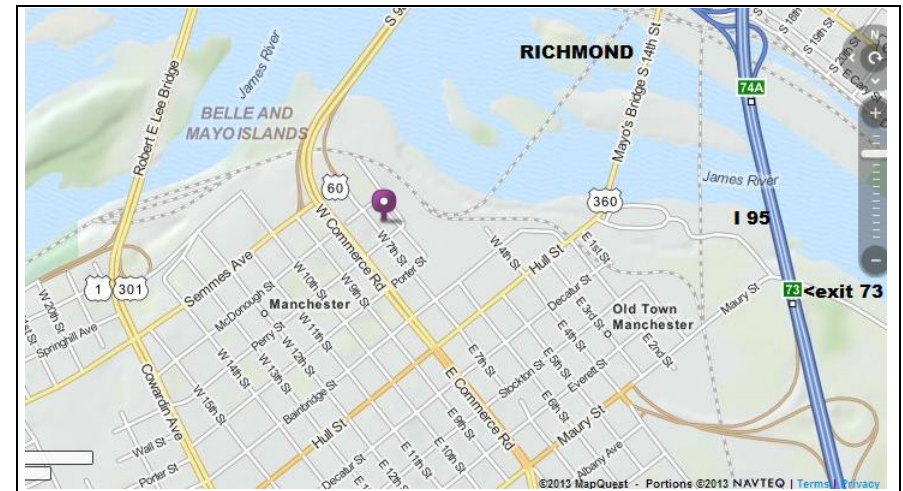 S 9
RICHMOND
Mayo's Bridge S 14th St
S 18th
S 19th St
S 20th St
E Cary St
N
74A
Robert E Lee Bridge
James River
BELLE AND
MAYO ISLANDS
60
360
James River
I 95
W Commerce Rd
W 7th St
Porter St
W 4th St
Hull St
E 1st St
1
301
Semmes Ave
W 10th St
W 9th St
McDonough St
Manchester
W 11th St
Decatur St
E 3rd St
Old Town
Manchester
Maury St
73
<exit 73
W 20th St
Springhill Ave
Cowardin Ave
Perry St
W 12th St
W 13th St
W 14th St
W 15th St
Bainbridge St
E 7th St
E 2nd St
Stockton St
E 5th St
Everett St
E 6th St
Wall St
Hull St
E Commerce Rd
E 9th St
Maury St
Porter St
Decatur St
E 12th
E 11th St
E 10th St
E 4th St
Albany Ave
©2013 MapQuest - Portions ©2013 NAVTEQ | Terms | Privacy